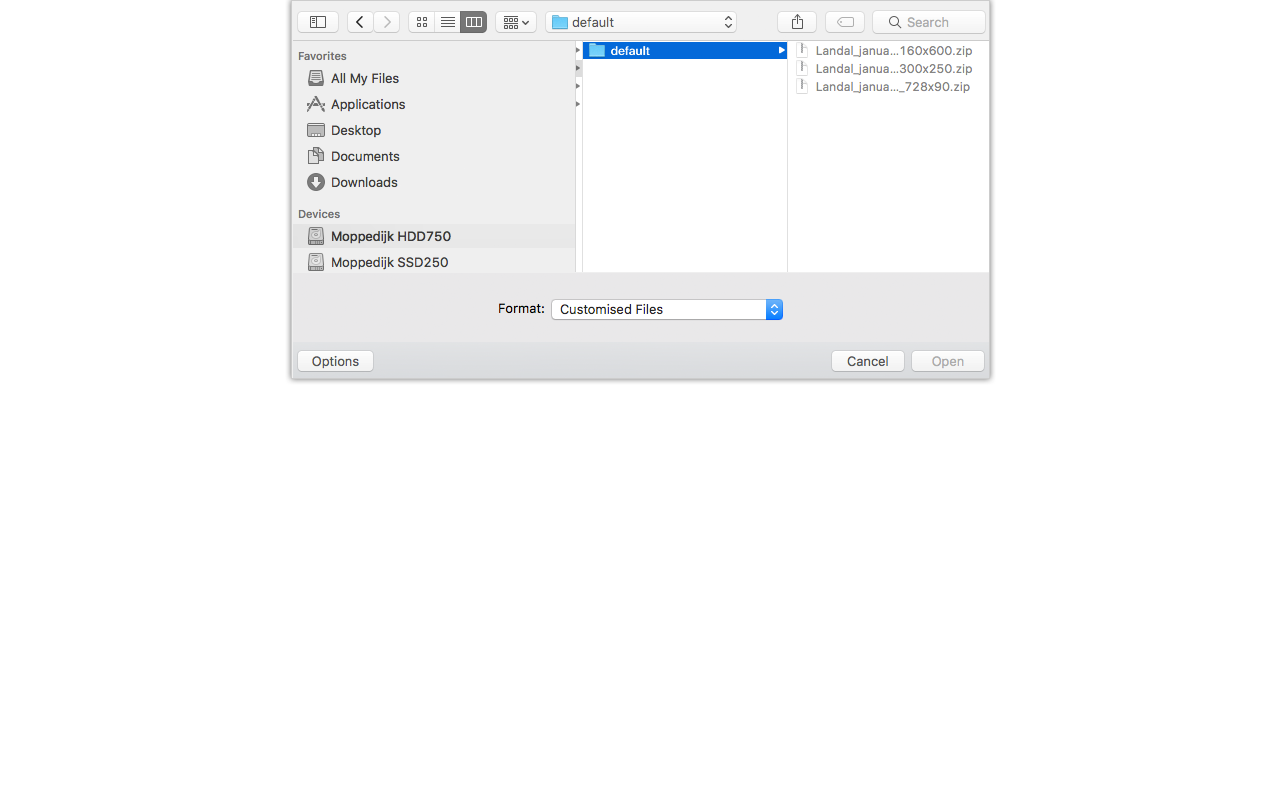 default
Search
Favorites
All My Files
Applications
Desktop
Documents
Downloads
Devices
Moppedijk HDD750
Moppedijk SSD250
default
Landal_janua...160x600.zip
Landal_janua...300x250.zip
Landal_janua..._728x90.zip
Format: Customised Files
Options
Cancel
Open